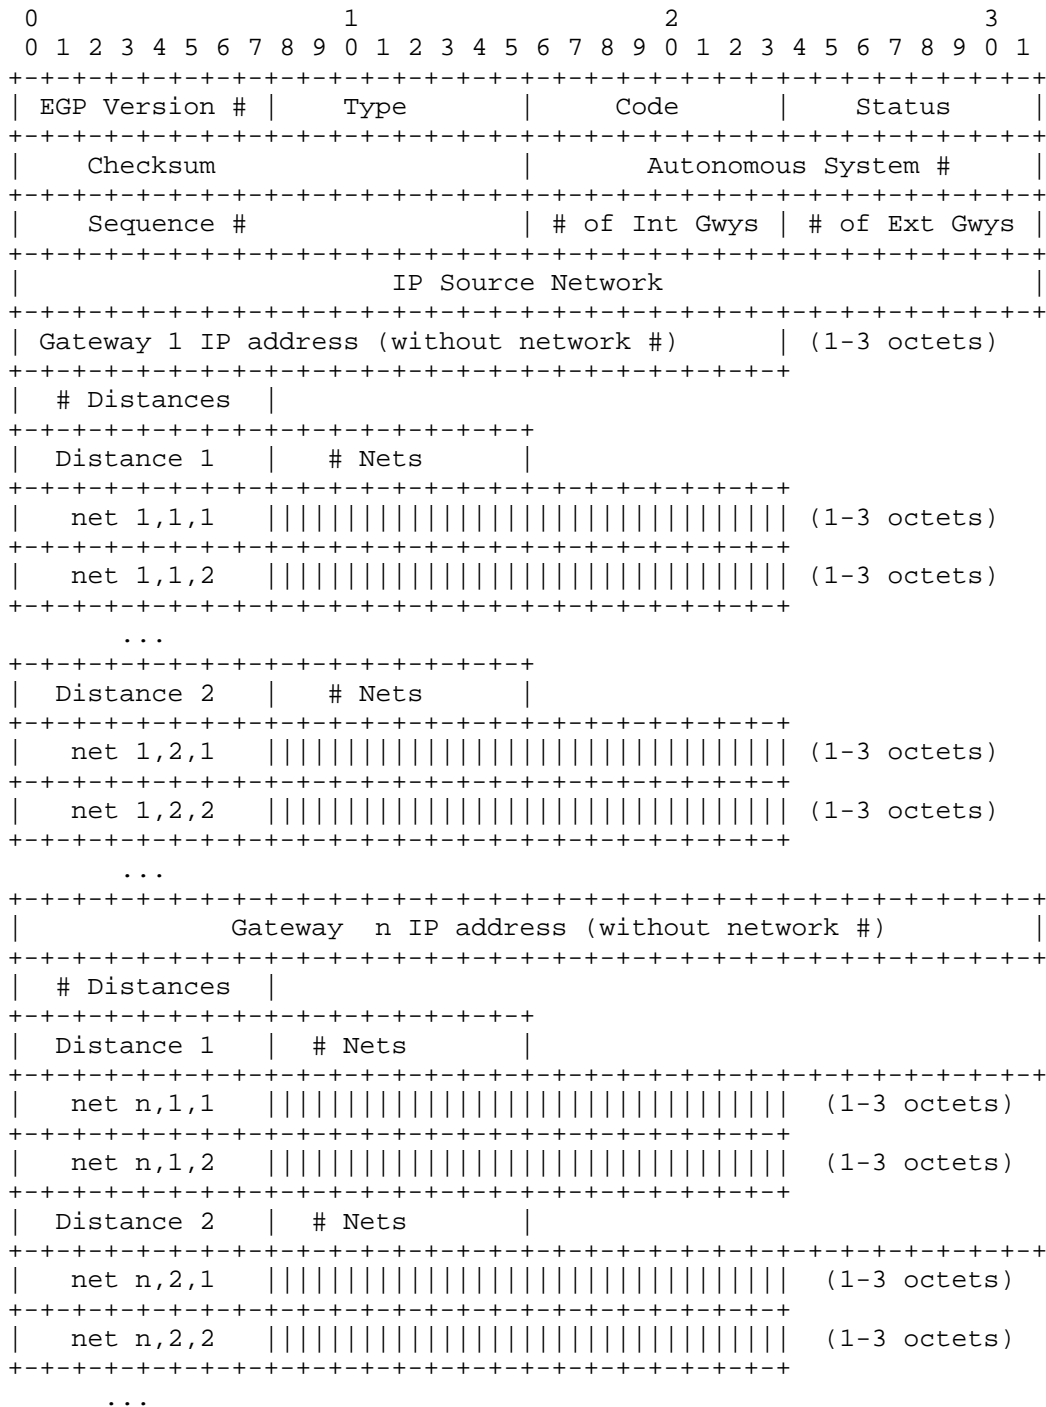 0                   1                   2                   3
 0 1 2 3 4 5 6 7 8 9 0 1 2 3 4 5 6 7 8 9 0 1 2 3 4 5 6 7 8 9 0 1
+-+-+-+-+-+-+-+-+-+-+-+-+-+-+-+-+-+-+-+-+-+-+-+-+-+-+-+-+-+-+-+-+
| EGP Version # |    Type       |     Code      |    Status     |
+-+-+-+-+-+-+-+-+-+-+-+-+-+-+-+-+-+-+-+-+-+-+-+-+-+-+-+-+-+-+-+-+
|    Checksum                   |       Autonomous System #     |
+-+-+-+-+-+-+-+-+-+-+-+-+-+-+-+-+-+-+-+-+-+-+-+-+-+-+-+-+-+-+-+-+
|    Sequence #                 | # of Int Gwys | # of Ext Gwys |
+-+-+-+-+-+-+-+-+-+-+-+-+-+-+-+-+-+-+-+-+-+-+-+-+-+-+-+-+-+-+-+-+
|                       IP Source Network                       |
+-+-+-+-+-+-+-+-+-+-+-+-+-+-+-+-+-+-+-+-+-+-+-+-+-+-+-+-+-+-+-+-+
| Gateway 1 IP address (without network #)      | (1-3 octets)
+-+-+-+-+-+-+-+-+-+-+-+-+-+-+-+-+-+-+-+-+-+-+-+-+
|  # Distances  |
+-+-+-+-+-+-+-+-+-+-+-+-+-+-+-+-+
|  Distance 1   |   # Nets      |
+-+-+-+-+-+-+-+-+-+-+-+-+-+-+-+-+-+-+-+-+-+-+-+-+
|   net 1,1,1   ||||||||||||||||||||||||||||||||| (1-3 octets)
+-+-+-+-+-+-+-+-+-+-+-+-+-+-+-+-+-+-+-+-+-+-+-+-+
|   net 1,1,2   ||||||||||||||||||||||||||||||||| (1-3 octets)
+-+-+-+-+-+-+-+-+-+-+-+-+-+-+-+-+-+-+-+-+-+-+-+-+
       ...
+-+-+-+-+-+-+-+-+-+-+-+-+-+-+-+-+
|  Distance 2   |   # Nets      |
+-+-+-+-+-+-+-+-+-+-+-+-+-+-+-+-+-+-+-+-+-+-+-+-+
|   net 1,2,1   ||||||||||||||||||||||||||||||||| (1-3 octets)
+-+-+-+-+-+-+-+-+-+-+-+-+-+-+-+-+-+-+-+-+-+-+-+-+
|   net 1,2,2   ||||||||||||||||||||||||||||||||| (1-3 octets)
+-+-+-+-+-+-+-+-+-+-+-+-+-+-+-+-+-+-+-+-+-+-+-+-+
       ...
+-+-+-+-+-+-+-+-+-+-+-+-+-+-+-+-+-+-+-+-+-+-+-+-+-+-+-+-+-+-+-+-+
|             Gateway  n IP address (without network #)         |
+-+-+-+-+-+-+-+-+-+-+-+-+-+-+-+-+-+-+-+-+-+-+-+-+-+-+-+-+-+-+-+-+
|  # Distances  |
+-+-+-+-+-+-+-+-+-+-+-+-+-+-+-+-+
|  Distance 1   |  # Nets       |
+-+-+-+-+-+-+-+-+-+-+-+-+-+-+-+-+-+-+-+-+-+-+-+-+-+-+-+-+-+-+-+-+
|   net n,1,1   |||||||||||||||||||||||||||||||||  (1-3 octets)
+-+-+-+-+-+-+-+-+-+-+-+-+-+-+-+-+-+-+-+-+-+-+-+-+
|   net n,1,2   |||||||||||||||||||||||||||||||||  (1-3 octets)
+-+-+-+-+-+-+-+-+-+-+-+-+-+-+-+-+-+-+-+-+-+-+-+-+
|  Distance 2   |  # Nets       |
+-+-+-+-+-+-+-+-+-+-+-+-+-+-+-+-+-+-+-+-+-+-+-+-+-+-+-+-+-+-+-+-+
|   net n,2,1   |||||||||||||||||||||||||||||||||  (1-3 octets)
+-+-+-+-+-+-+-+-+-+-+-+-+-+-+-+-+-+-+-+-+-+-+-+-+
|   net n,2,2   |||||||||||||||||||||||||||||||||  (1-3 octets)
+-+-+-+-+-+-+-+-+-+-+-+-+-+-+-+-+-+-+-+-+-+-+-+-+
      ...